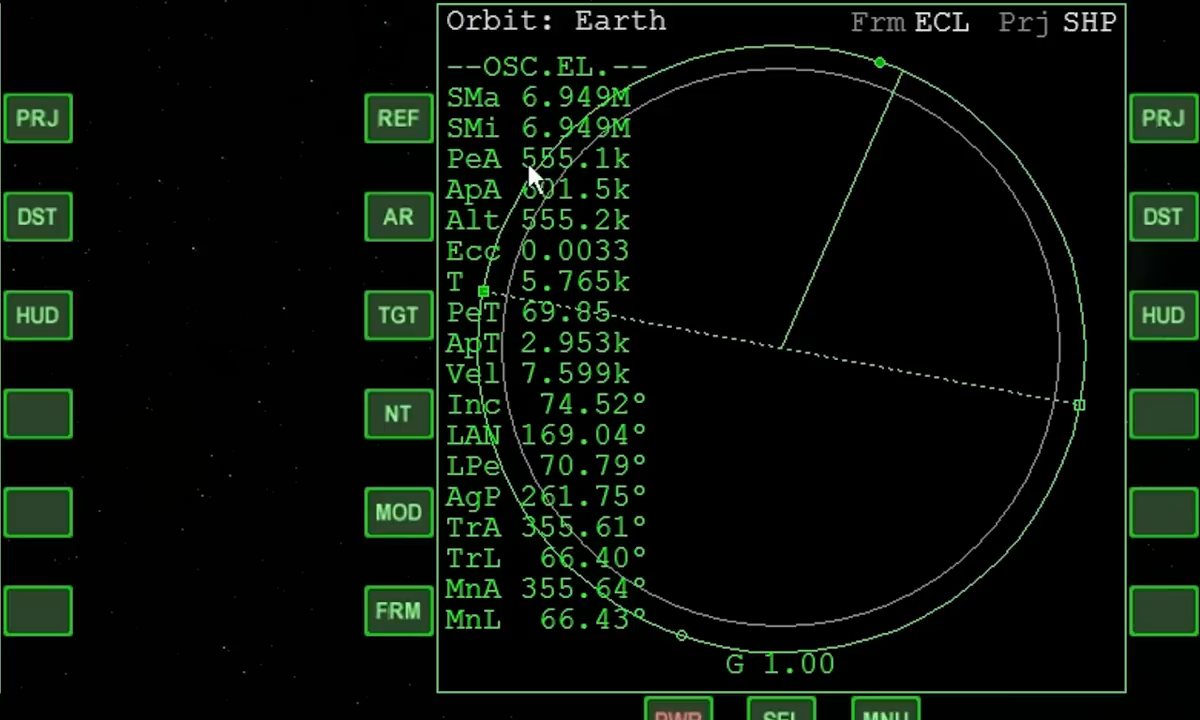 Orbit: Earth Frm ECL Prj SHP
--OSC.EL.--
SMa 6.949M
SMi 6.949M
PeA 555.1k
ApA 601.5k
Alt 555.2k
Ecc 0.0033
T 5.765k
PeT 69.85
ApT 2.953k
Vel 7.599k
Inc 74.52°
LAN 169.04°
LPe 70.79°
AgP 261.75°
TrA 355.61°
TrL 66.40°
MnA 355.64°
MnL 66.43°
G 1.00
PRJ
DST
HUD
REF
AR
TGT
NT
MOD
FRM
PRJ
DST
HUD
PWR SEL MNU